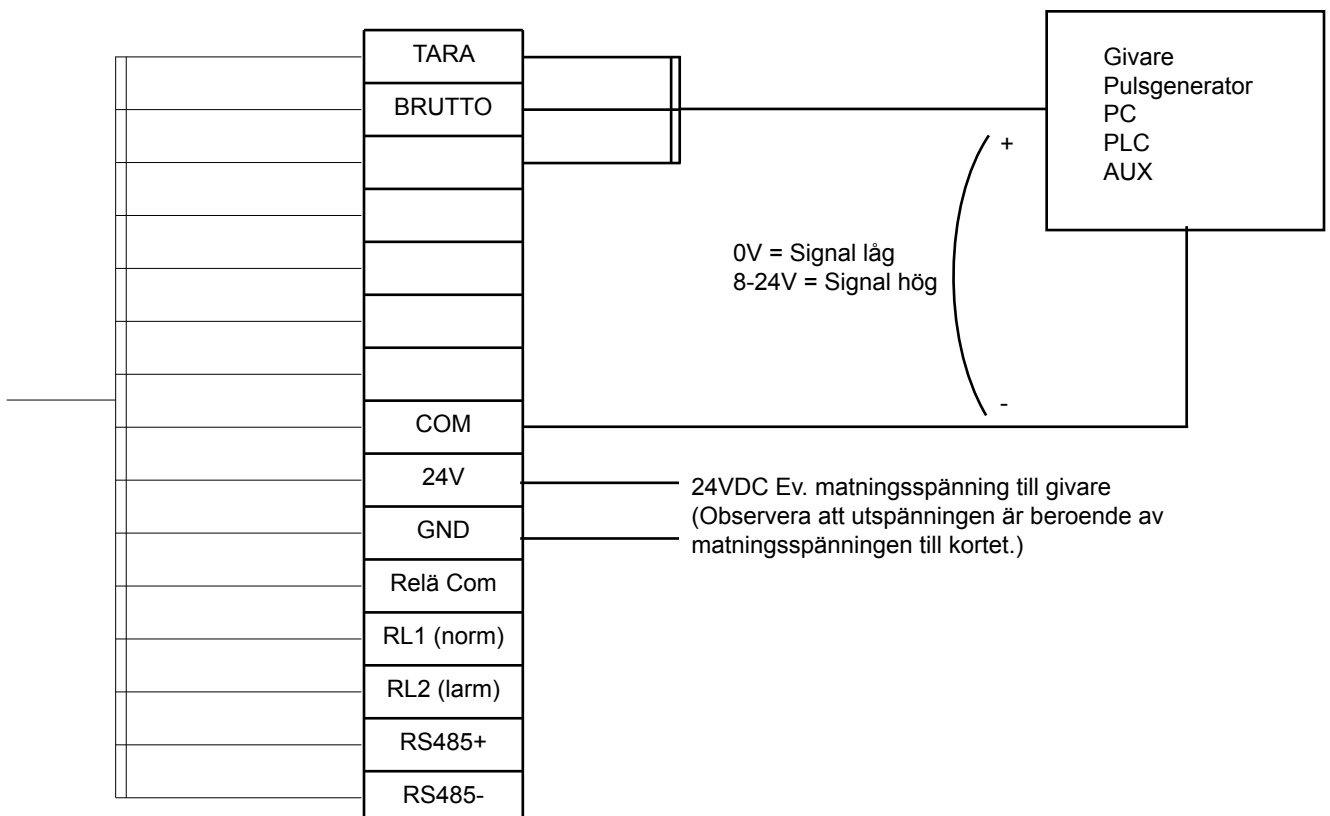 TARA
BRUTTO
COM
24V
GND
Relä Com
RL1 (norm)
RL2 (larm)
RS485+
RS485-
Givare
Pulsgenerator
PC
PLC
AUX
+
0V = Signal låg
8-24V = Signal hög
-
24VDC Ev. matningsspänning till givare
(Observera att utspänningen är beroende av
matningsspänningen till kortet.)